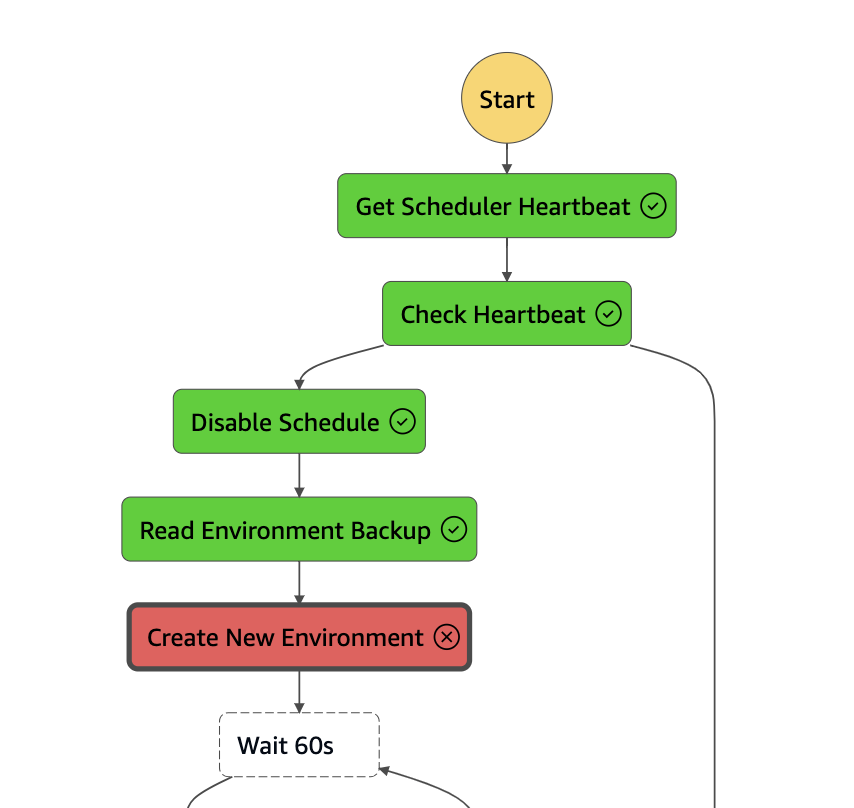 Start
Get Scheduler Heartbeat
Check Heartbeat
Disable Schedule
Read Environment Backup
Create New Environment
Wait 60s